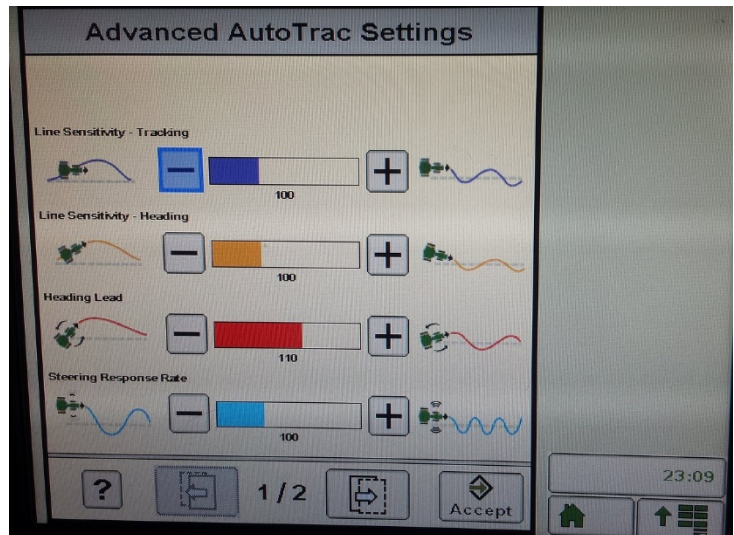 Advanced AutoTrac Settings
Line Sensitivity - Tracking
100
Line Sensitivity - Heading
100
Heading Lead
110
Steering Response Rate
100
?
1/2
Accept
23:09